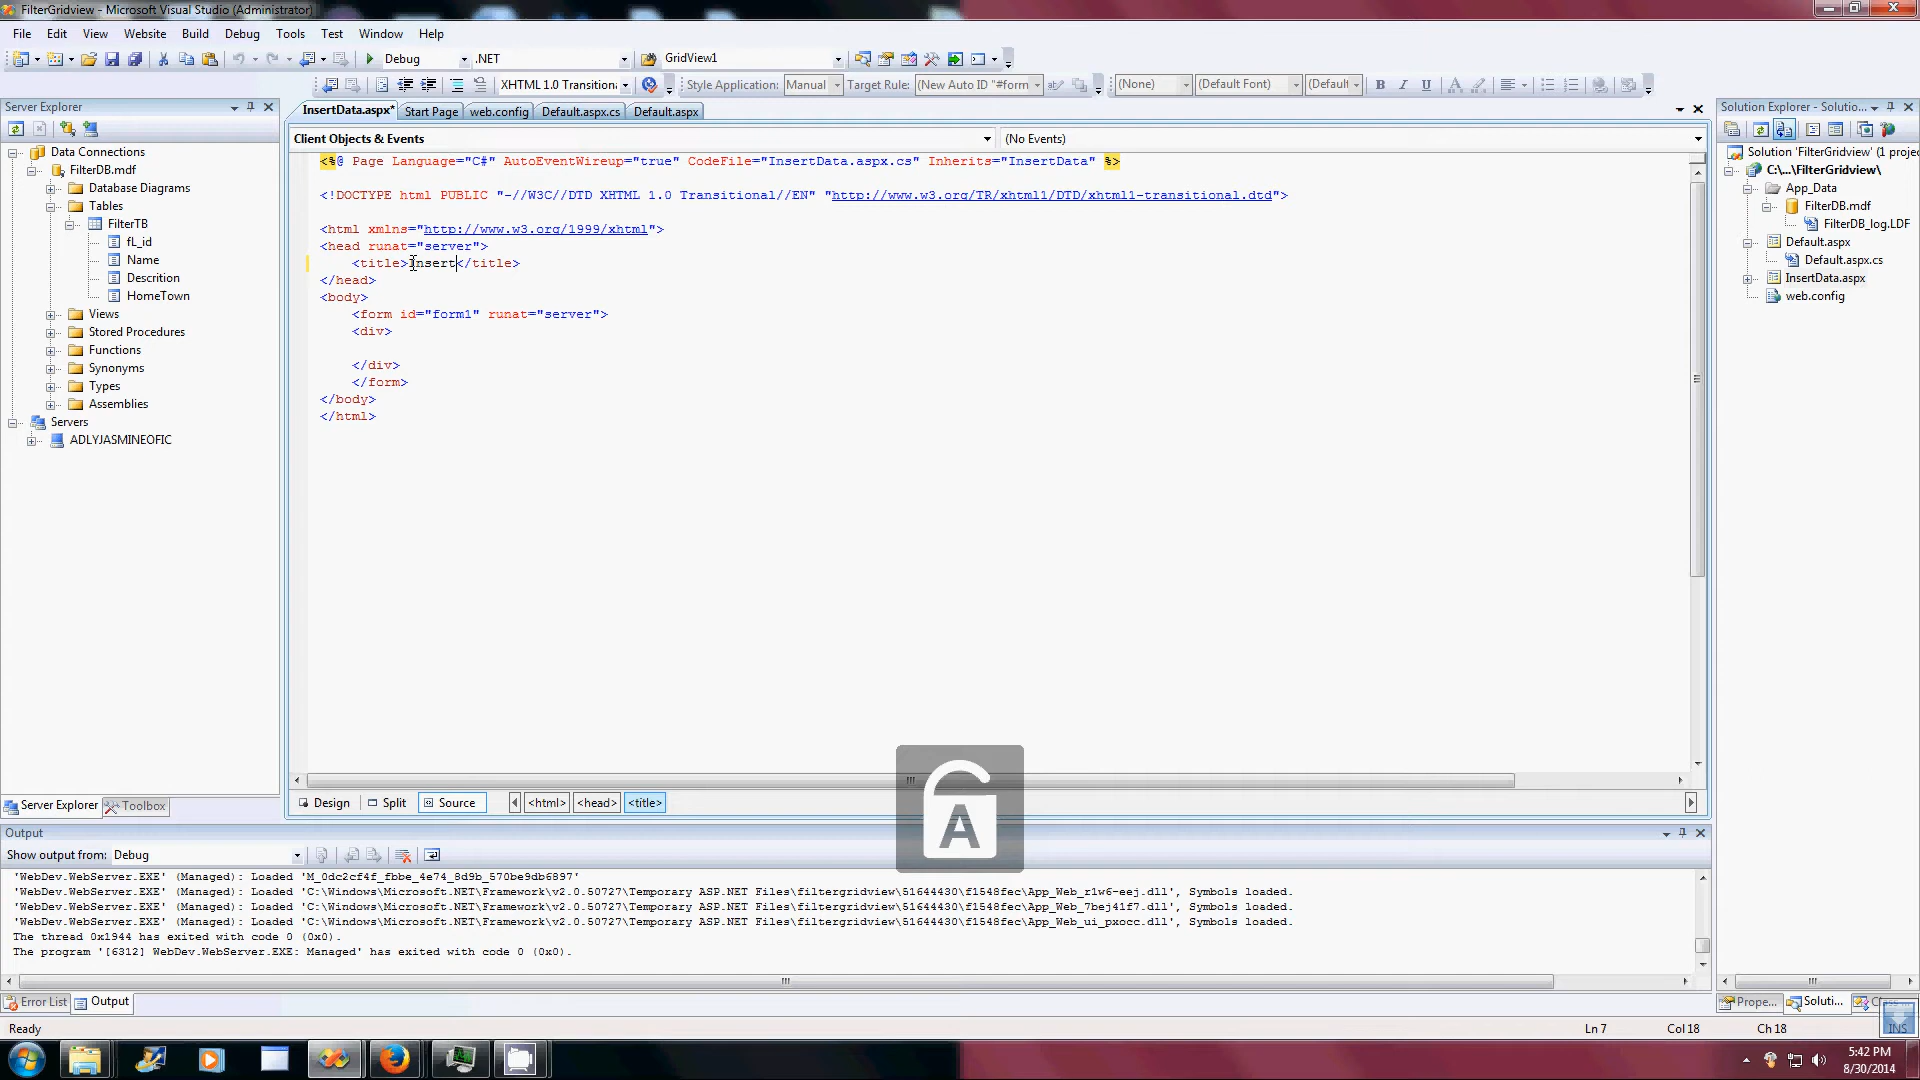 FilterGridview - Microsoft Visual Studio (Administrator)
File Edit View Website Build Debug Tools Test Window Help
Debug .NET GridView1
XHTML 1.0 Transition Style Application: Manual Target Rule: (New Auto ID "#form (None) (Default Font) (Default B I U A
Server Explorer
InsertData.aspx* Start Page web.config Default.aspx.cs Default.aspx
Solution Explorer - Solutio...
Client Objects & Events (No Events)
Data Connections
FilterDB.mdf
Database Diagrams
Tables
FilterTB
fL_id
Name
Descrition
HomeTown
Views
Stored Procedures
Functions
Synonyms
Types
Assemblies
Servers
ADLYJASMINEOFIC
Server Explorer Toolbox
<%@ Page Language="C#" AutoEventWireup="true" CodeFile="InsertData.aspx.cs" Inherits="InsertData" %>
<!DOCTYPE html PUBLIC "-//W3C//DTD XHTML 1.0 Transitional//EN" "http://www.w3.org/TR/xhtml1/DTD/xhtml1-transitional.dtd">
<html xmlns="http://www.w3.org/1999/xhtml">
<head runat="server">
<title>Insert</title>
</head>
<body>
<form id="form1" runat="server">
<div>
</div>
</form>
</body>
</html>
A
Design Split Source <html> <head> <title>
Solution 'FilterGridview' (1 projec
C:\...\FilterGridview\
App_Data
FilterDB.mdf
FilterDB_log.LDF
Default.aspx
Default.aspx.cs
InsertData.aspx
web.config
Output
Show output from: Debug
'WebDev.WebServer.EXE' (Managed): Loaded 'M_0dc2cf4f_fbbe_4e74_8d9b_570be9db6897'
'WebDev.WebServer.EXE' (Managed): Loaded 'C:\Windows\Microsoft.NET\Framework\v2.0.50727\Temporary ASP.NET Files\filtergridview\51644430\f1548fec\App_Web_r1w6-eej.dll', Symbols loaded.
'WebDev.WebServer.EXE' (Managed): Loaded 'C:\Windows\Microsoft.NET\Framework\v2.0.50727\Temporary ASP.NET Files\filtergridview\51644430\f1548fec\App_Web_7bej41f7.dll', Symbols loaded.
'WebDev.WebServer.EXE' (Managed): Loaded 'C:\Windows\Microsoft.NET\Framework\v2.0.50727\Temporary ASP.NET Files\filtergridview\51644430\f1548fec\App_Web_ui_pxocc.dll', Symbols loaded.
The thread 0x1944 has exited with code 0 (0x0).
The program '[6312] WebDev.WebServer.EXE: Managed' has exited with code 0 (0x0).
Error List Output
Prope... Soluti...
Ready Ln 7 Col 18 Ch 18 INS
5:42 PM
8/30/2014